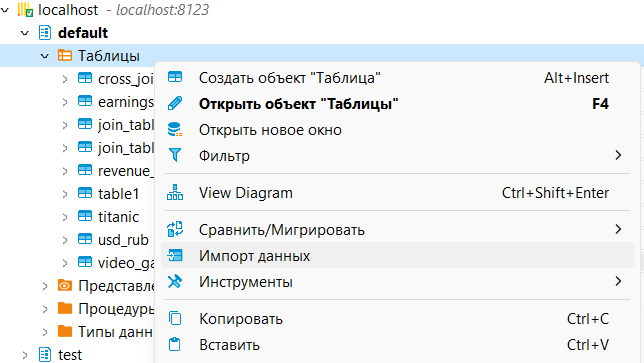 localhost - localhost:8123
default
Таблицы
cross_joi
Создать объект "Таблица" Alt+Insert
earnings
Открыть объект "Таблицы" F4
join_tabl
Открыть новое окно
join_tabl
Фильтр
revenue_
View Diagram Ctrl+Shift+Enter
table1
titanic
Сравнить/Мигрировать
usd_rub
Импорт данных
video_ga
Инструменты
Представле
Процедуры
Копировать Ctrl+C
Типы данн
Вставить Ctrl+V
test